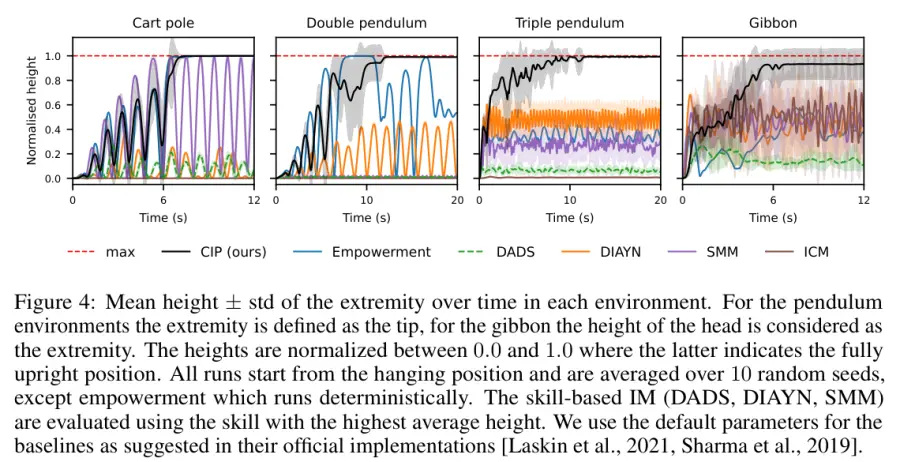 Cart pole
Double pendulum
Triple pendulum
Gibbon
Normalised height
1.0
0.8
0.6
0.4
0.2
0.0
0 6 12
0 10 20
0 10 20
0 6 12
Time (s)
Time (s)
Time (s)
Time (s)
max
CIP (ours)
Empowerment
DADS
DIAYN
SMM
ICM
Figure 4: Mean height ± std of the extremity over time in each environment. For the pendulum
environments the extremity is defined as the tip, for the gibbon the height of the head is considered as
the extremity. The heights are normalized between 0.0 and 1.0 where the latter indicates the fully
upright position. All runs start from the hanging position and are averaged over 10 random seeds,
except empowerment which runs deterministically. The skill-based IM (DADS, DIAYN, SMM)
are evaluated using the skill with the highest average height. We use the default parameters for the
baselines as suggested in their official implementations [Laskin et al., 2021, Sharma et al., 2019].